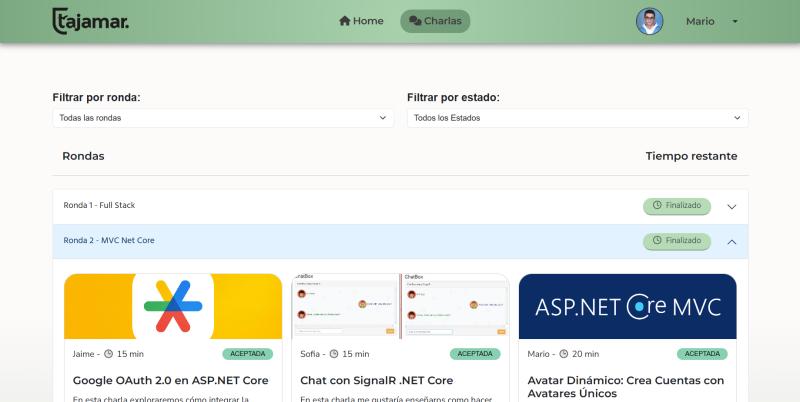 tajamar.
Home
Charlas
Mario
Filtrar por ronda:
Filtrar por estado:
Todas las rondas
Todos los Estados
Rondas
Tiempo restante
Ronda 1 - Full Stack
Finalizado
Ronda 2 - MVC Net Core
Finalizado
ChatBox
ASP.NET Core MVC
Jaime - 15 min
ACEPTADA
Sofia - 15 min
ACEPTADA
Mario - 20 min
ACEPTADA
Google OAuth 2.0 en ASP.NET Core
Chat con SignalR .NET Core
Avatar Dinámico: Crea Cuentas con
Avatares Únicos
En esta charla exploraremos cómo integrar la
En esta charla me gustaría enseñaros como hacer